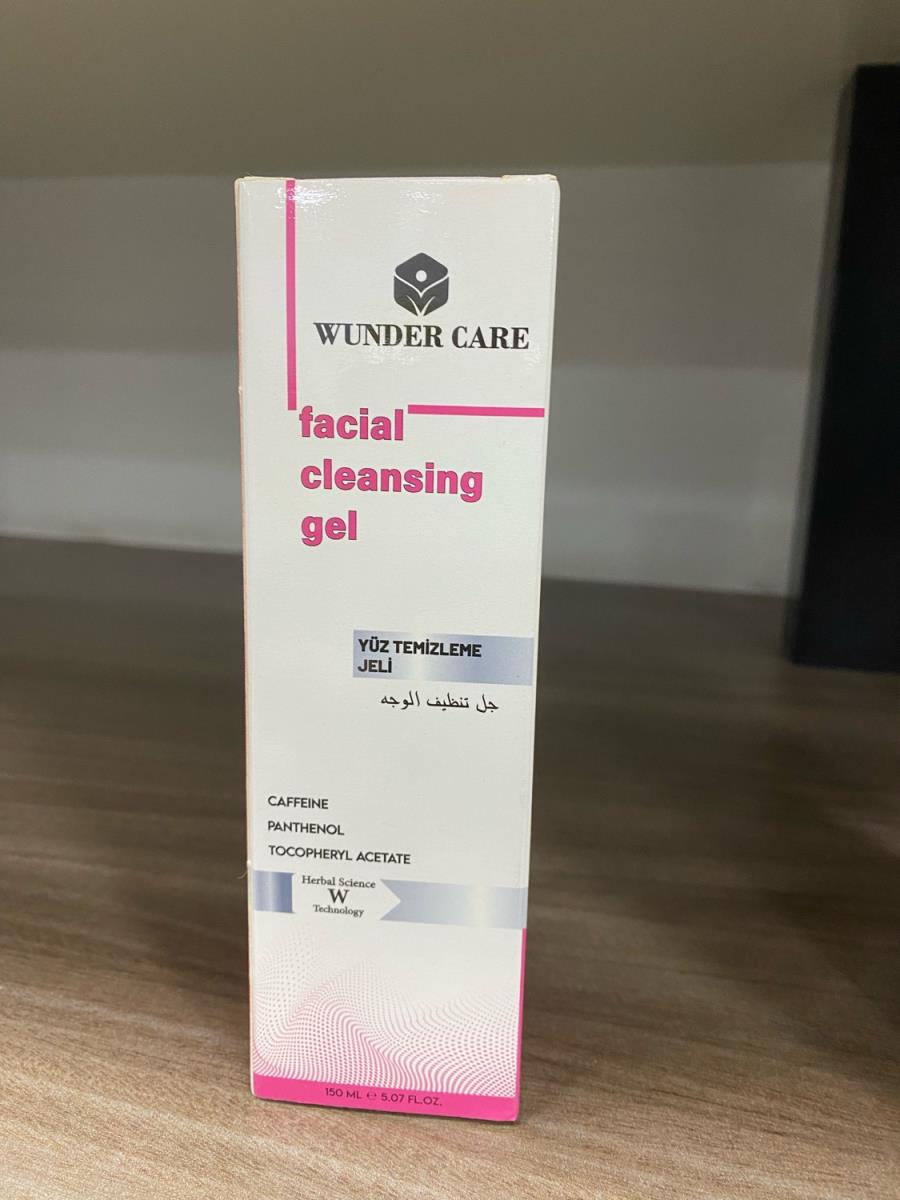 WUNDER CARE
facial
cleansing
gel
YÜZ TEMİZLEME
JELİ
جل تنظيف الوجه
CAFFEINE
PANTHENOL
TOCOPHERYL ACETATE
Herbal Science
W
Technology
150 ML ℮ 5.07 FL.OZ.